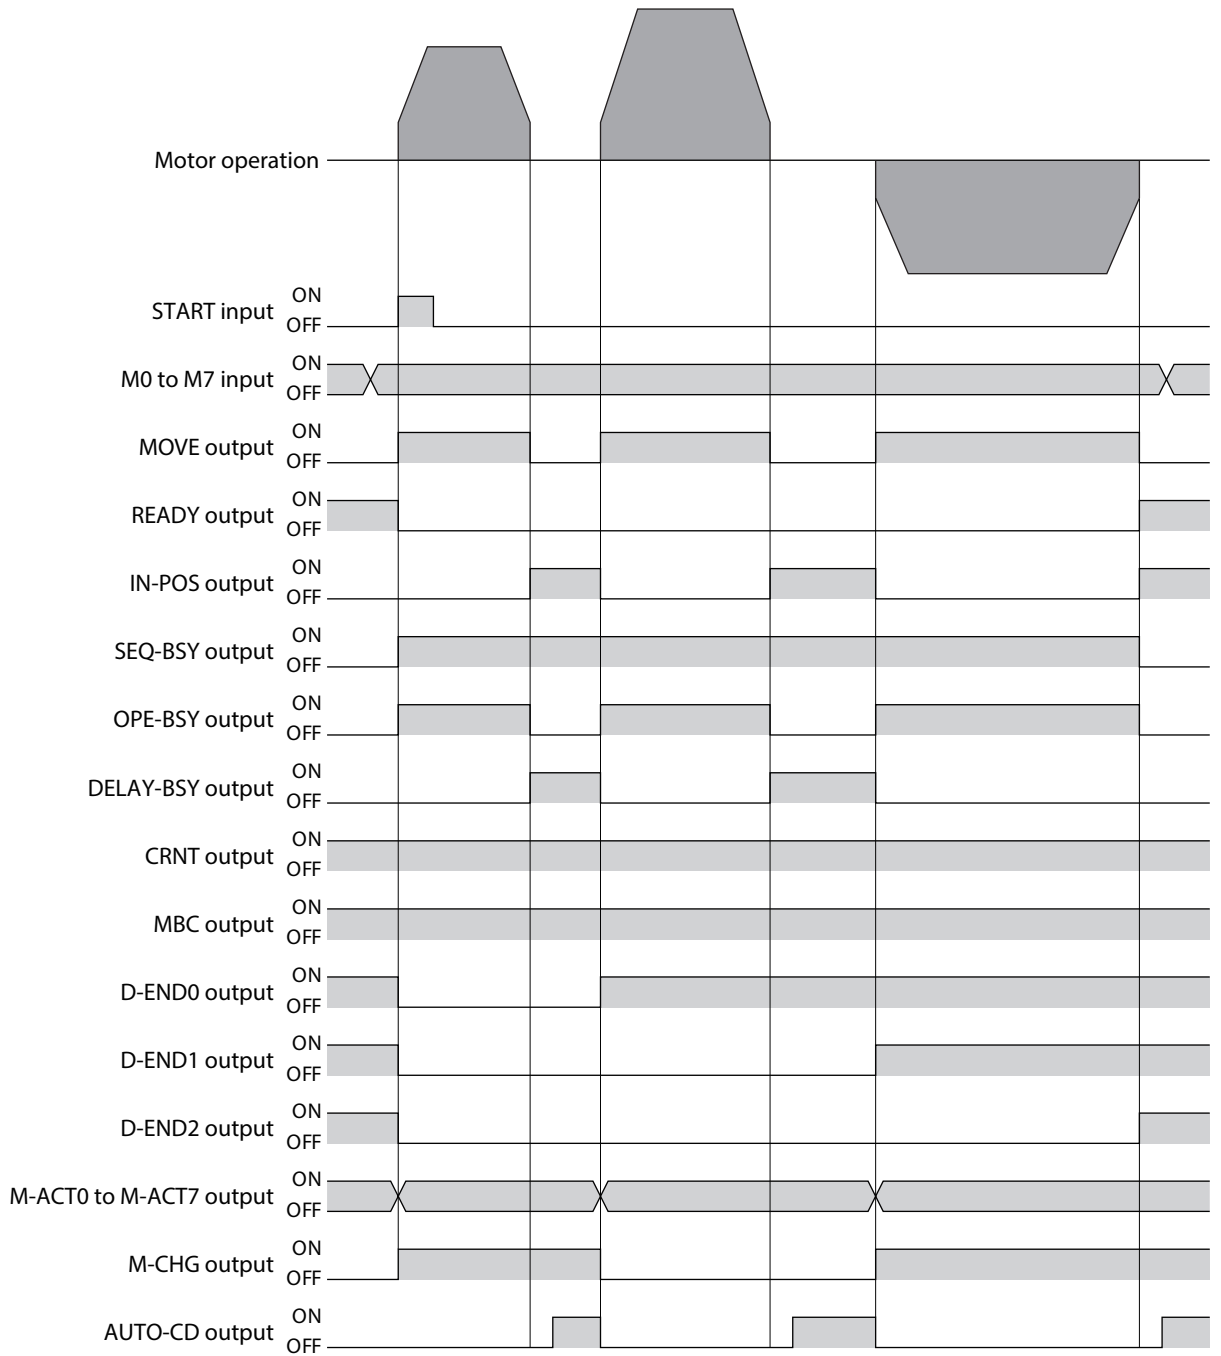 Motor operation
START input
ON
OFF
M0 to M7 input
ON
OFF
MOVE output
ON
OFF
READY output
ON
OFF
IN-POS output
ON
OFF
SEQ-BSY output
ON
OFF
OPE-BSY output
ON
OFF
DELAY-BSY output
ON
OFF
CRNT output
ON
OFF
MBC output
ON
OFF
D-END0 output
ON
OFF
D-END1 output
ON
OFF
D-END2 output
ON
OFF
M-ACT0 to M-ACT7 output
ON
OFF
M-CHG output
ON
OFF
AUTO-CD output
ON
OFF